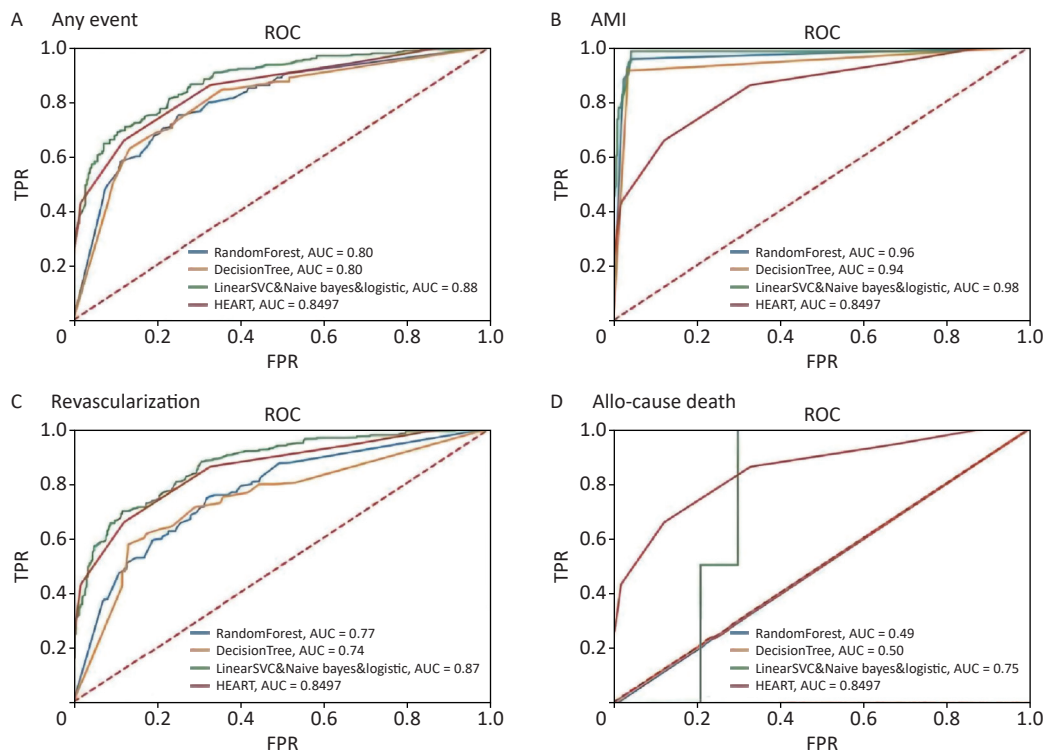 A Any event
ROC
1.0
0.8
0.6
0.4
0.2
TPR
RandomForest, AUC = 0.80
DecisionTree, AUC = 0.80
LinearSVC&Naive bayes&logistic, AUC = 0.88
HEART, AUC = 0.8497
0 0.2 0.4 0.6 0.8 1.0
FPR
B AMI
ROC
1.0
0.8
0.6
0.4
0.2
TPR
RandomForest, AUC = 0.96
DecisionTree, AUC = 0.94
LinearSVC&Naive bayes&logistic, AUC = 0.98
HEART, AUC = 0.8497
0 0.2 0.4 0.6 0.8 1.0
FPR
C Revascularization
ROC
1.0
0.8
0.6
0.4
0.2
TPR
RandomForest, AUC = 0.77
DecisionTree, AUC = 0.74
LinearSVC&Naive bayes&logistic, AUC = 0.87
HEART, AUC = 0.8497
0 0.2 0.4 0.6 0.8 1.0
FPR
D Allo-cause death
ROC
1.0
0.8
0.6
0.4
0.2
TPR
RandomForest, AUC = 0.49
DecisionTree, AUC = 0.50
LinearSVC&Naive bayes&logistic, AUC = 0.75
HEART, AUC = 0.8497
0 0.2 0.4 0.6 0.8 1.0
FPR